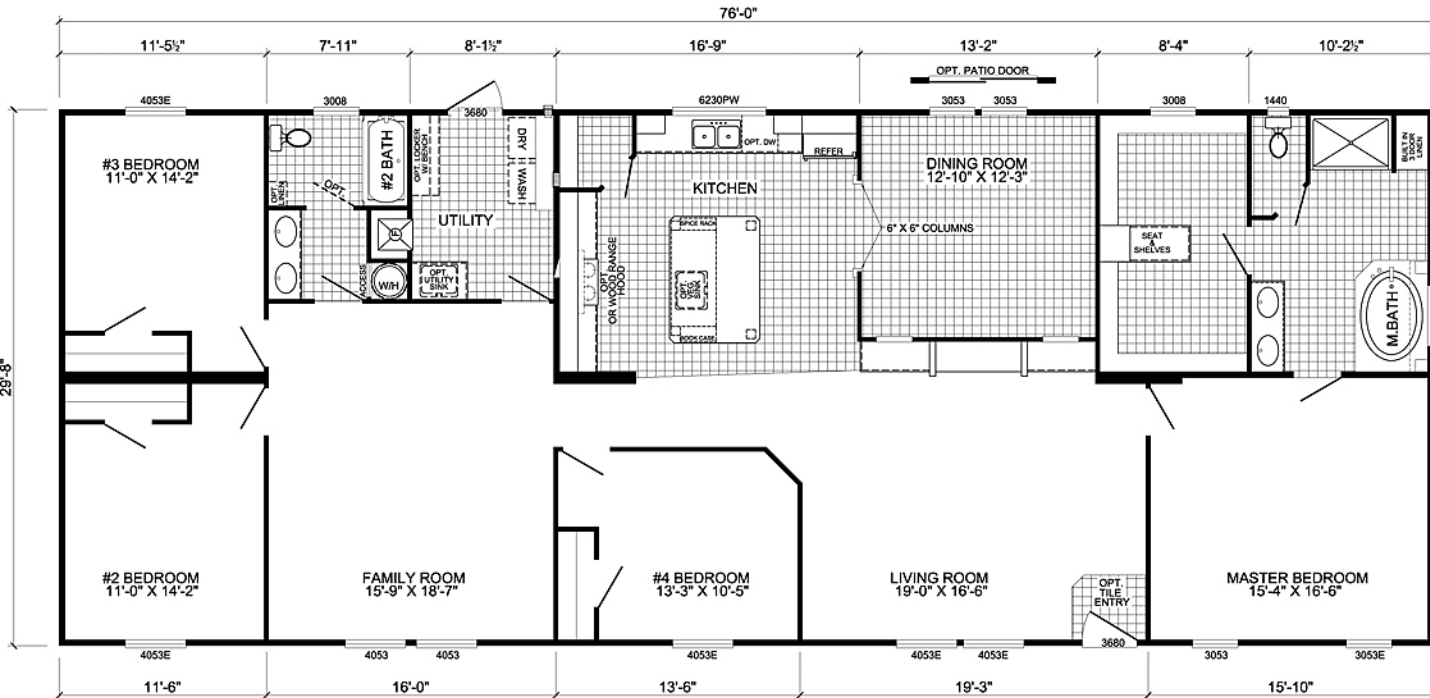 76'-0"
11'-5½"
7'-11"
8'-1½"
16'-9"
13'-2"
8'-4"
10'-2½"
OPT. PATIO DOOR
4053E
3008
3680
6230PW
3053
3053
3008
1440
29'-8"
#3 BEDROOM
11'-0" X 14'-2"
#2 BATH
OPT. LINEN
OPT.
OPT. LOCKER
W/ BENCH
DRY
WASH
UTILITY
F
ACCESS
W/H
OPT.
UTILITY
SINK
OPT. DW
REFER
KITCHEN
SPICE RACK
OPT.
VEG.
SINK
BOOK CASE
OPT.
OR WOOD RANGE
HOOD
DINING ROOM
12'-10" X 12'-3"
6" X 6" COLUMNS
SEAT
&
SHELVES
BUILT IN
3 DOOR
LINEN
M.BATH
#2 BEDROOM
11'-0" X 14'-2"
FAMILY ROOM
15'-9" X 18'-7"
#4 BEDROOM
13'-3" X 10'-5"
LIVING ROOM
19'-0" X 16'-6"
OPT.
TILE
ENTRY
MASTER BEDROOM
15'-4" X 16'-6"
4053E
4053
4053
4053E
4053E
4053E
3680
3053
3053E
11'-6"
16'-0"
13'-6"
19'-3"
15'-10"